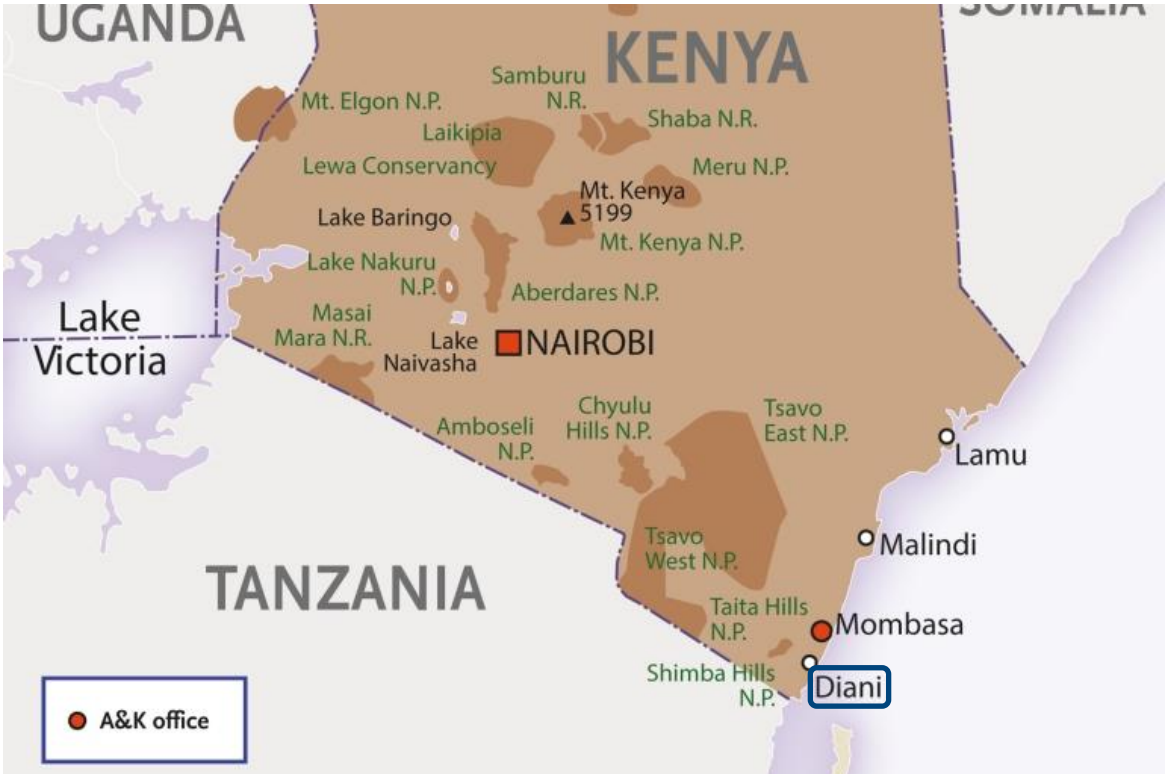 UGANDA
SOMALIA
KENYA
Samburu
N.R.
Mt. Elgon N.P.
Shaba N.R.
Laikipia
Lewa Conservancy
Meru N.P.
Mt. Kenya
5199
Lake Baringo
Mt. Kenya N.P.
Lake Nakuru
N.P.
Aberdares N.P.
Masai
Mara N.R.
Lake
Victoria
Lake
Naivasha
NAIROBI
Amboseli
N.P.
Chyulu
Hills N.P.
Tsavo
East N.P.
Lamu
Malindi
Tsavo
West N.P.
TANZANIA
Taita Hills
N.P.
Mombasa
Shimba Hills
N.P.
Diani
A&K office